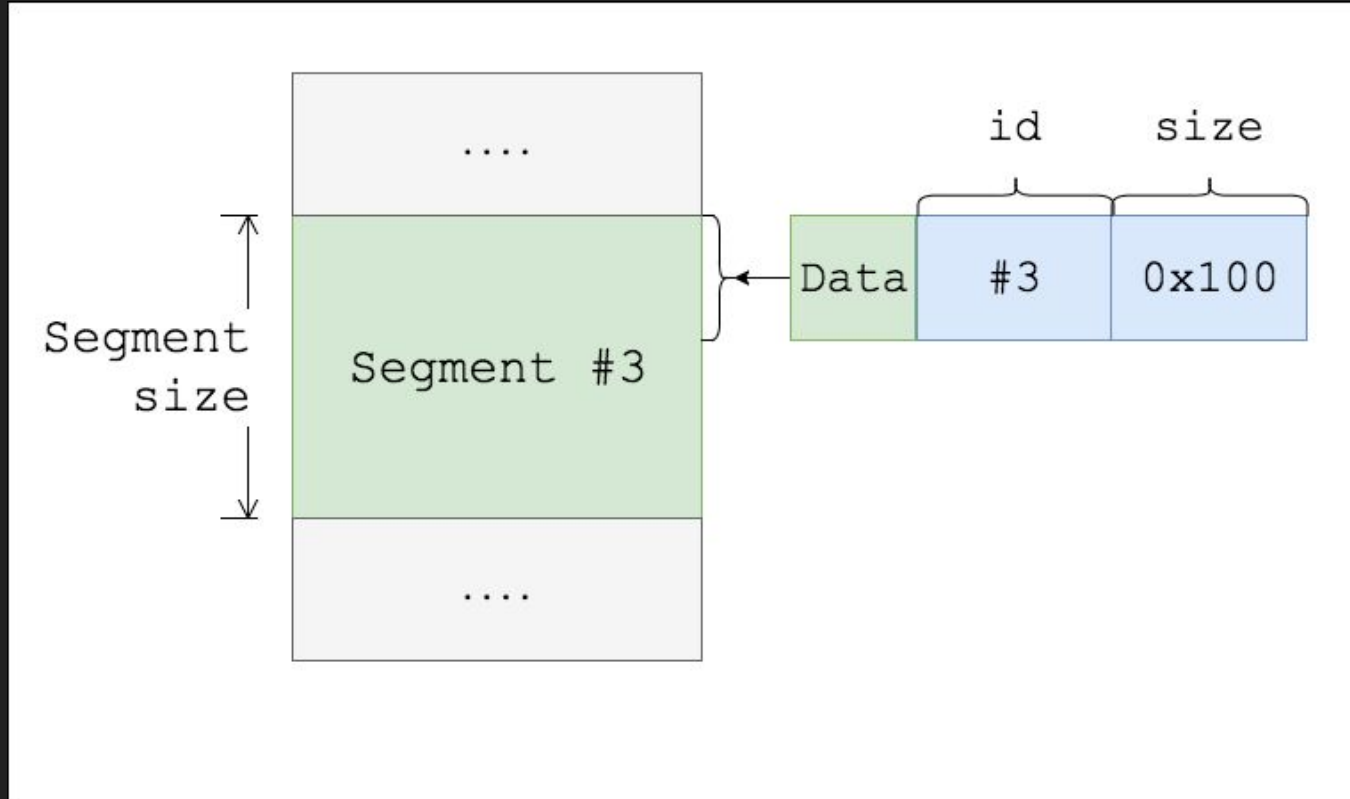 ....
id size
Data #3 0x100
Segment
size
Segment #3
....